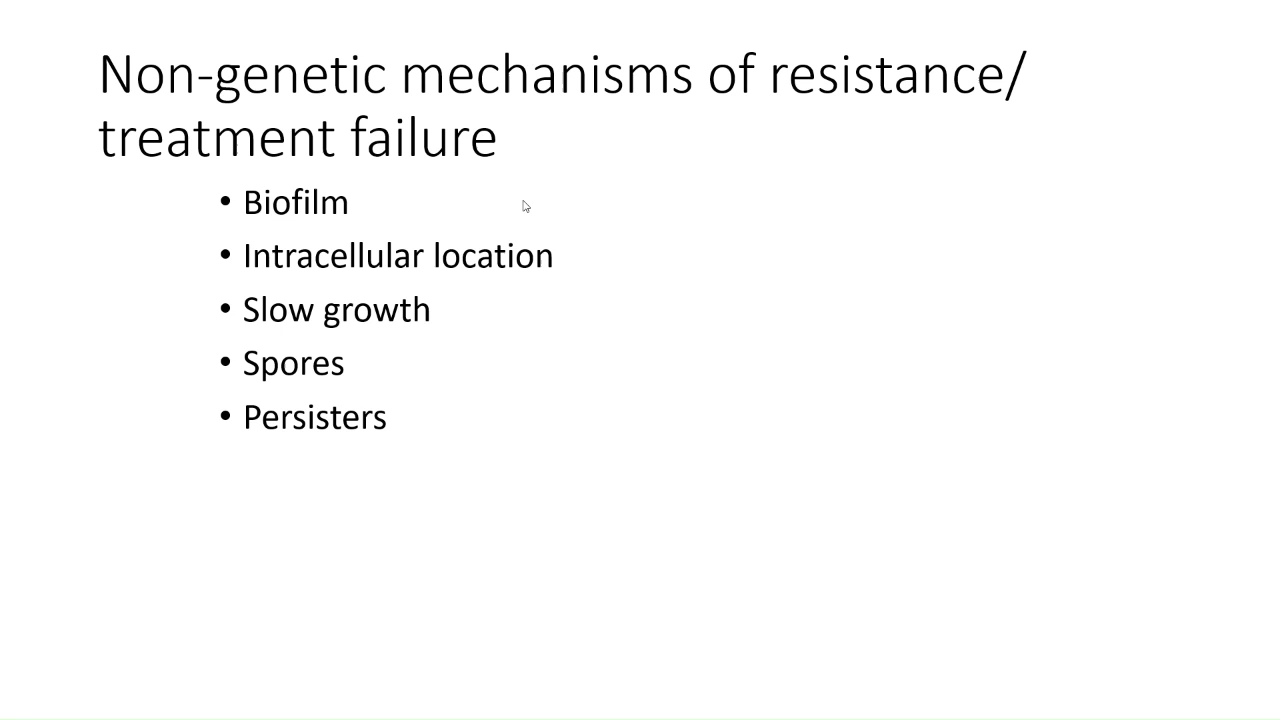 Non-genetic mechanisms of resistance/
treatment failure
• Biofilm
• Intracellular location
• Slow growth
• Spores
• Persisters